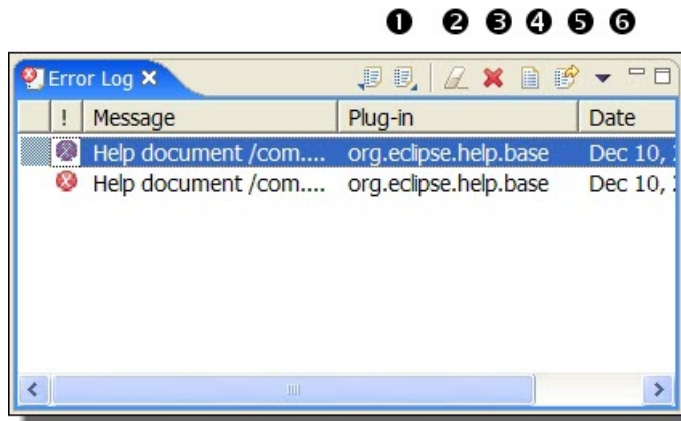 ❶ ❷ ❸ ❹ ❺ ❻
Error Log
! Message Plug-in Date
Help document /com.... org.eclipse.help.base Dec 10, 
Help document /com.... org.eclipse.help.base Dec 10,